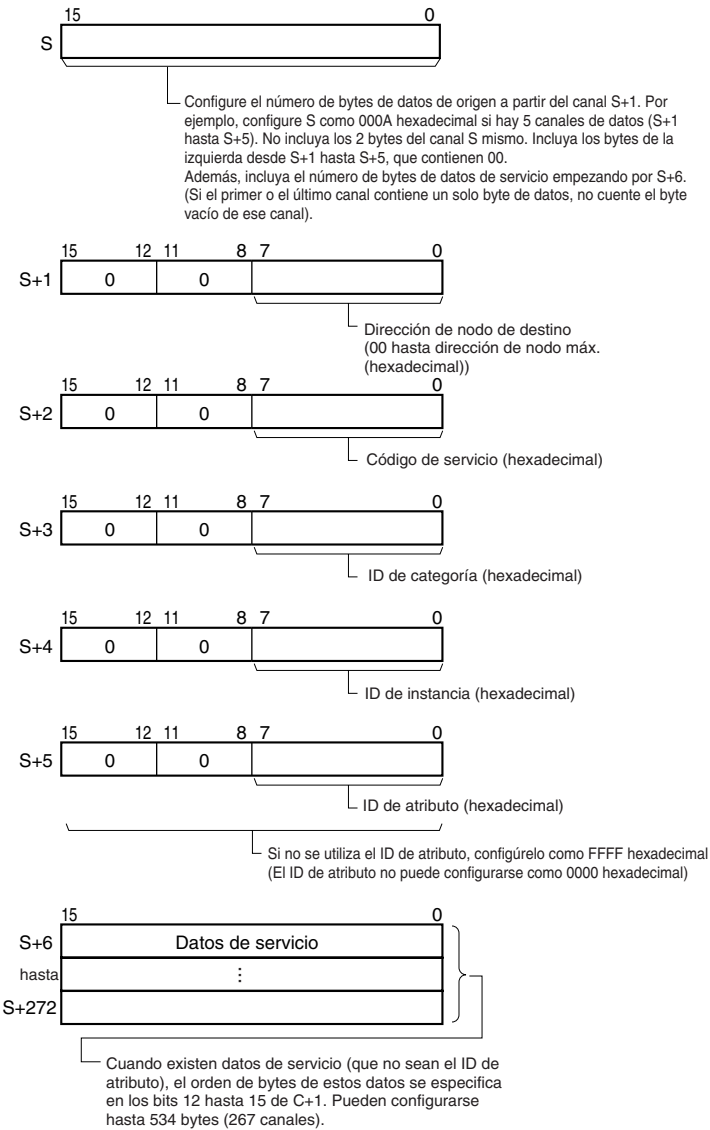 15 0
S
Configure el número de bytes de datos de origen a partir del canal S+1. Por
ejemplo, configure S como 000A hexadecimal si hay 5 canales de datos (S+1
hasta S+5). No incluya los 2 bytes del canal S mismo. Incluya los bytes de la
izquierda desde S+1 hasta S+5, que contienen 00.
Además, incluya el número de bytes de datos de servicio empezando por S+6.
(Si el primer o el último canal contiene un solo byte de datos, no cuente el byte
vacío de ese canal).
15 12 11 8 7 0
S+1 0 0
Dirección de nodo de destino
(00 hasta dirección de nodo máx.
(hexadecimal))
15 12 11 8 7 0
S+2 0 0
Código de servicio (hexadecimal)
15 12 11 8 7 0
S+3 0 0
ID de categoría (hexadecimal)
15 12 11 8 7 0
S+4 0 0
ID de instancia (hexadecimal)
15 12 11 8 7 0
S+5 0 0
ID de atributo (hexadecimal)
Si no se utiliza el ID de atributo, configúrelo como FFFF hexadecimal
(El ID de atributo no puede configurarse como 0000 hexadecimal)
15 0
S+6 Datos de servicio
hasta ⋮
S+272
Cuando existen datos de servicio (que no sean el ID de
atributo), el orden de bytes de estos datos se especifica
en los bits 12 hasta 15 de C+1. Pueden configurarse
hasta 534 bytes (267 canales).